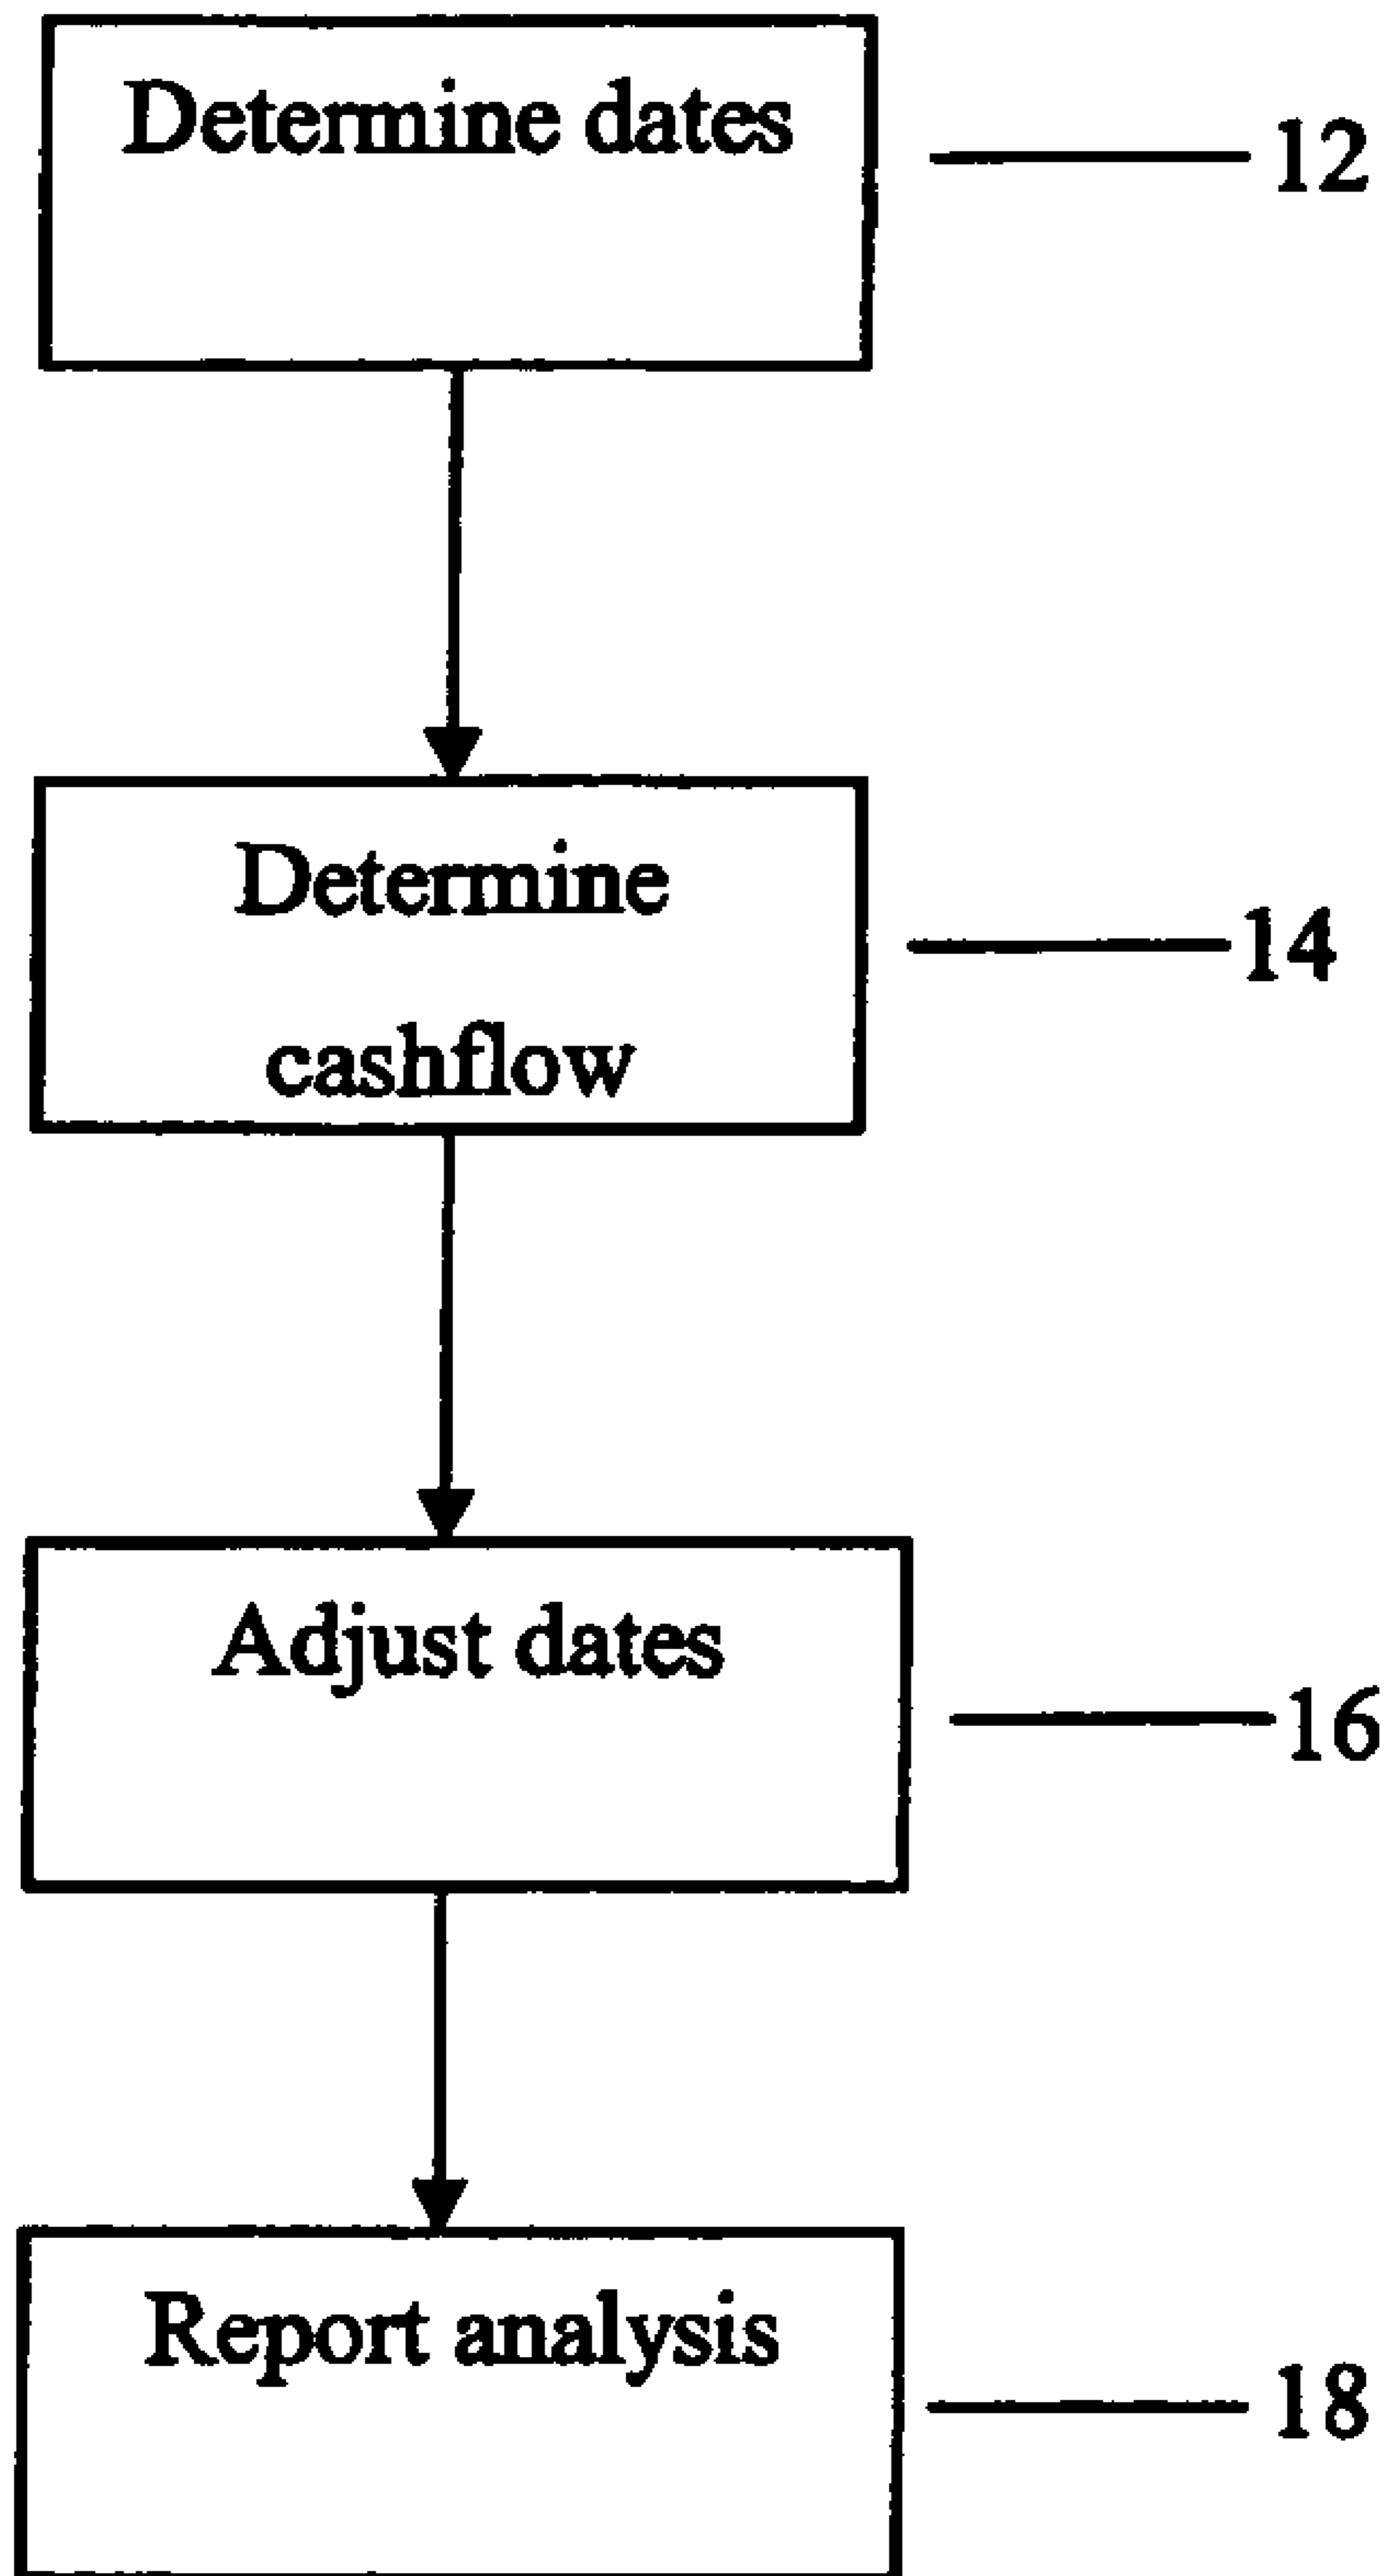 Determine dates
12
Determine
cashflow
14
Adjust dates
16
Report analysis
18